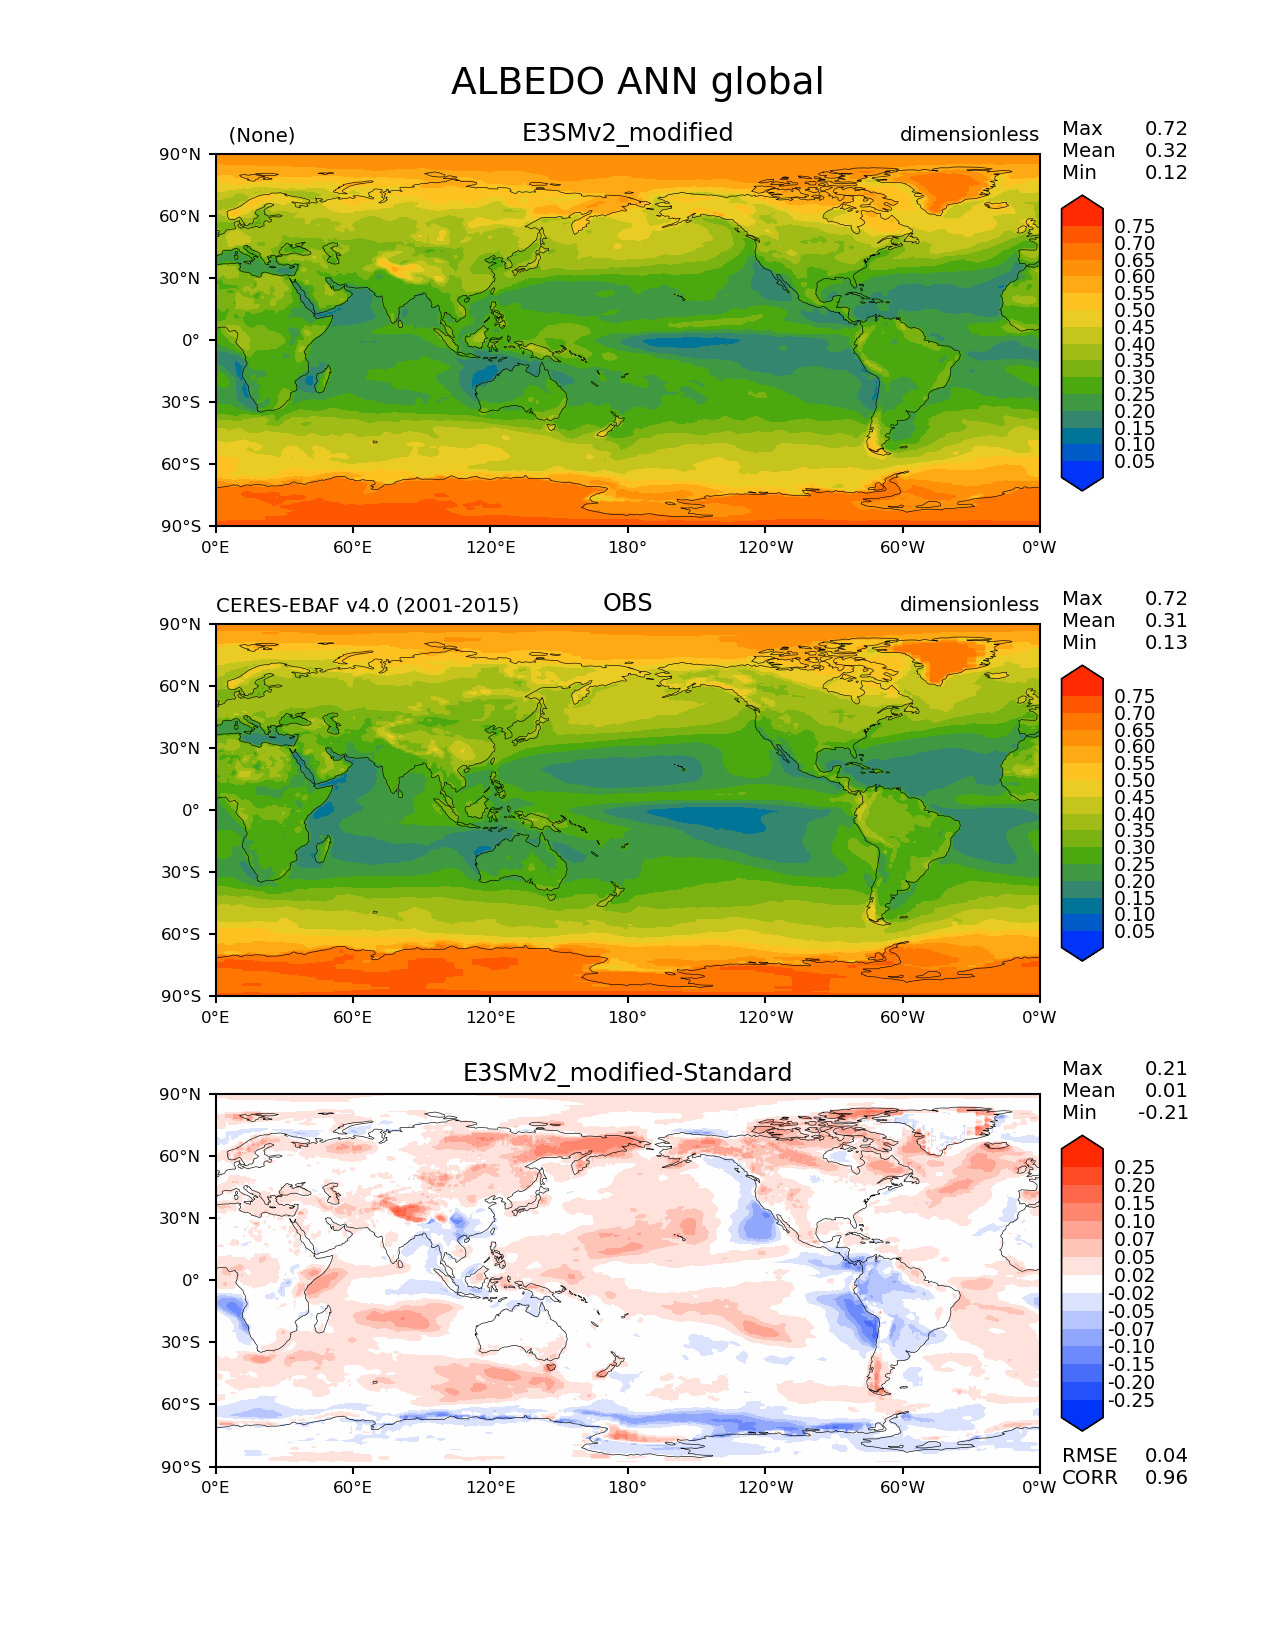 ALBEDO ANN global
(None) E3SMv2_modified dimensionless
Max 0.72
Mean 0.32
Min 0.12
90°N
60°N
30°N
0°
30°S
60°S
90°S
0°E 60°E 120°E 180° 120°W 60°W 0°W
0.75
0.70
0.65
0.60
0.55
0.50
0.45
0.40
0.35
0.30
0.25
0.20
0.15
0.10
0.05
CERES-EBAF v4.0 (2001-2015) OBS dimensionless
Max 0.72
Mean 0.31
Min 0.13
90°N
60°N
30°N
0°
30°S
60°S
90°S
0°E 60°E 120°E 180° 120°W 60°W 0°W
0.75
0.70
0.65
0.60
0.55
0.50
0.45
0.40
0.35
0.30
0.25
0.20
0.15
0.10
0.05
E3SMv2_modified-Standard
Max 0.21
Mean 0.01
Min -0.21
90°N
60°N
30°N
0°
30°S
60°S
90°S
0°E 60°E 120°E 180° 120°W 60°W 0°W
0.25
0.20
0.15
0.10
0.07
0.05
0.02
-0.02
-0.05
-0.07
-0.10
-0.15
-0.20
-0.25
RMSE 0.04
CORR 0.96